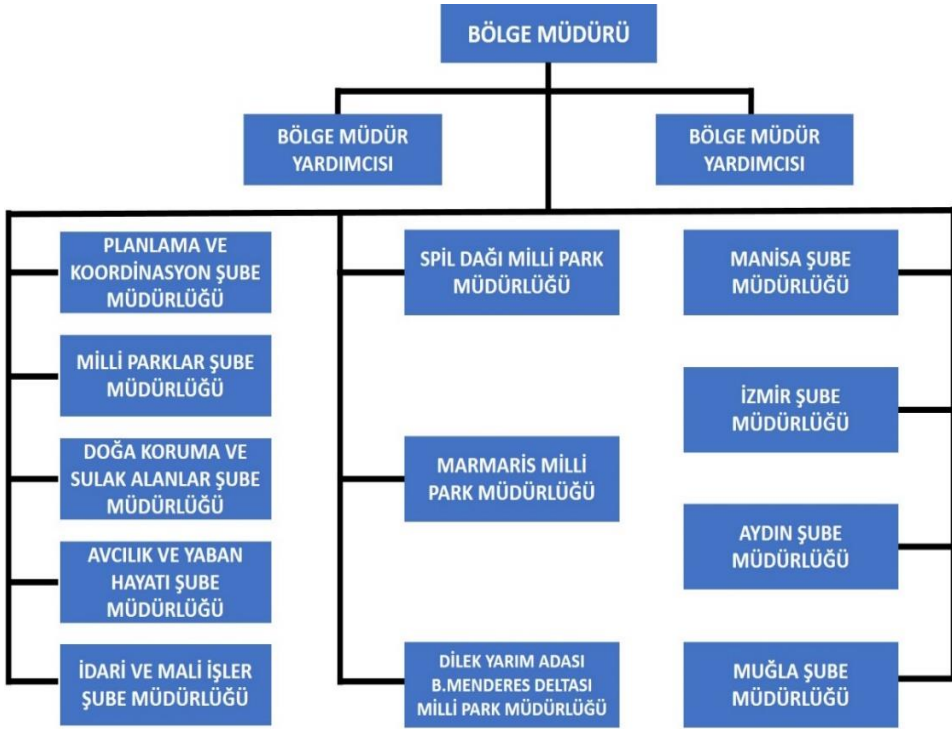 BÖLGE MÜDÜRÜ
BÖLGE MÜDÜR
YARDIMCISI
BÖLGE MÜDÜR
YARDIMCISI
PLANLAMA VE
KOORDİNASYON ŞUBE
MÜDÜRLÜĞÜ
MİLLİ PARKLAR ŞUBE
MÜDÜRLÜĞÜ
DOĞA KORUMA VE
SULAK ALANLAR ŞUBE
MÜDÜRLÜĞÜ
AVCILIK VE YABAN
HAYATI ŞUBE
MÜDÜRLÜĞÜ
İDARİ VE MALİ İŞLER
ŞUBE MÜDÜRLÜĞÜ
SPİL DAĞI MİLLİ PARK
MÜDÜRLÜĞÜ
MARMARİS MİLLİ
PARK MÜDÜRLÜĞÜ
DİLEK YARIM ADASI
B.MENDERES DELTASI
MİLLİ PARK MÜDÜRLÜĞÜ
MANİSA ŞUBE
MÜDÜRLÜĞÜ
İZMİR ŞUBE
MÜDÜRLÜĞÜ
AYDIN ŞUBE
MÜDÜRLÜĞÜ
MUĞLA ŞUBE
MÜDÜRLÜĞÜ